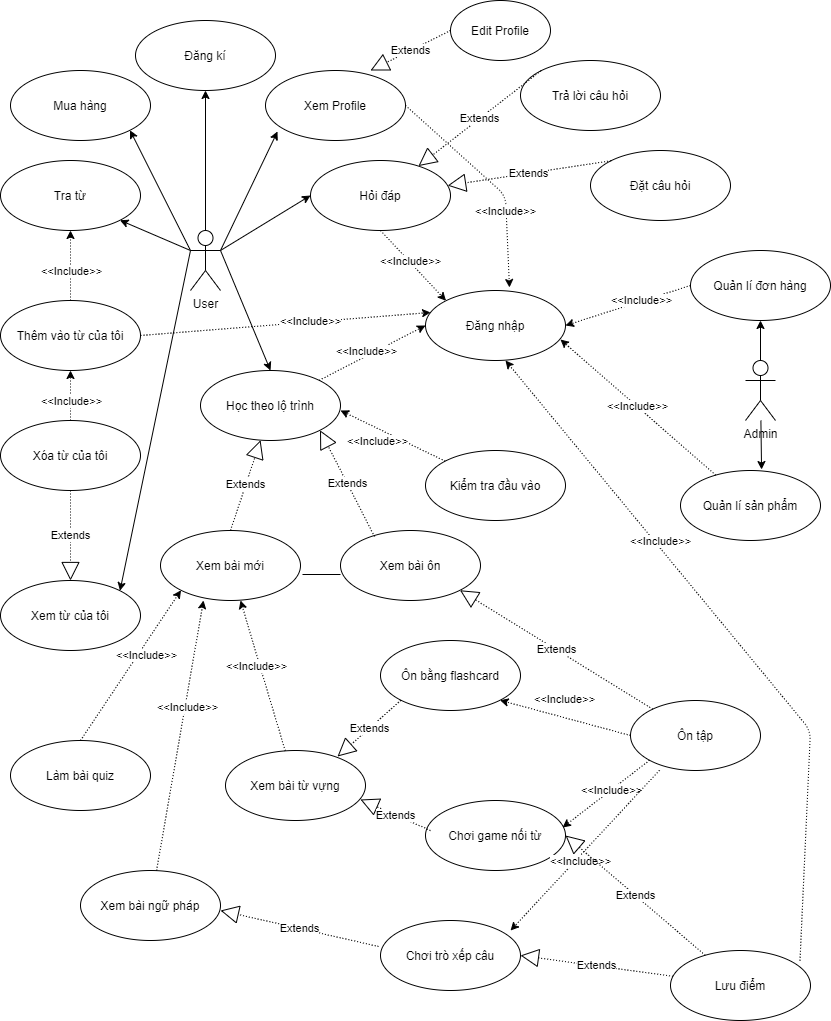 Edit Profile
Extends
Đăng kí
Mua hàng
Xem Profile
Trả lời câu hỏi
Extends
Extends
Đặt câu hỏi
Tra từ
Hỏi đáp
<<Include>>
<<Include>>
<<Include>>
User
Quản lí đơn hàng
<<Include>>
Thêm vào từ của tôi
<<Include>>
Đăng nhập
<<Include>>
<<Include>>
Học theo lộ trình
<<Include>>
Admin
<<Include>>
Xóa từ của tôi
Extends
Extends
Kiểm tra đầu vào
Quản lí sản phẩm
Extends
<<Include>>
Xem bài mới
Xem bài ôn
Xem từ của tôi
<<Include>>
<<Include>>
Extends
Ôn bằng flashcard
<<Include>>
<<Include>>
Extends
Ôn tập
Làm bài quiz
Xem bài từ vựng
<<Include>>
Extends
Chơi game nối từ
<<Include>>
Extends
Xem bài ngữ pháp
Extends
Chơi trò xếp câu
Extends
Lưu điểm